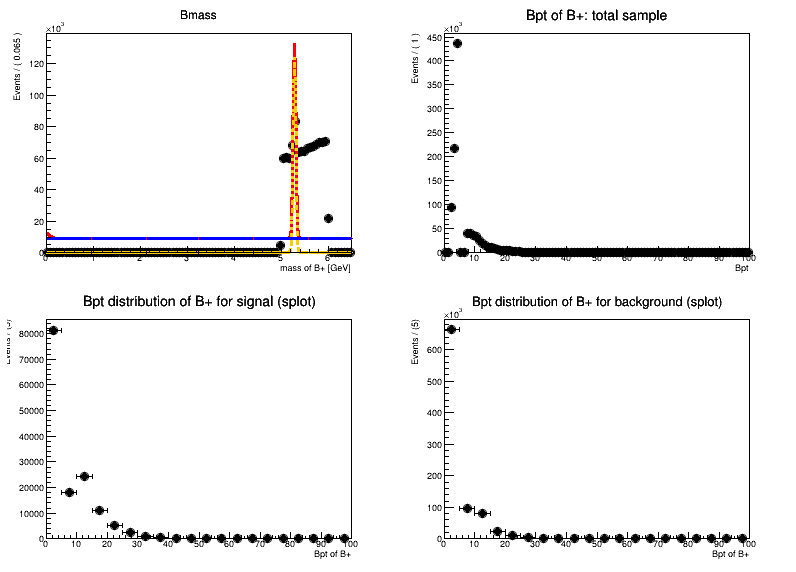 Bmass
×10³
Events / ( 0.065 )
120
100
80
60
40
20
0
0 1 2 3 4 5 6
mass of B+ [GeV]
Bpt of B+: total sample
×10³
Events / ( 1 )
450
400
350
300
250
200
150
100
50
0
0 10 20 30 40 50 60 70 80 90 100
Bpt
Bpt distribution of B+ for signal (splot)
Events / (5)
80000
70000
60000
50000
40000
30000
20000
10000
0
0 10 20 30 40 50 60 70 80 90 100
Bpt of B+
Bpt distribution of B+ for background (splot)
×10³
Events / (5)
600
500
400
300
200
100
0
0 10 20 30 40 50 60 70 80 90 100
Bpt of B+